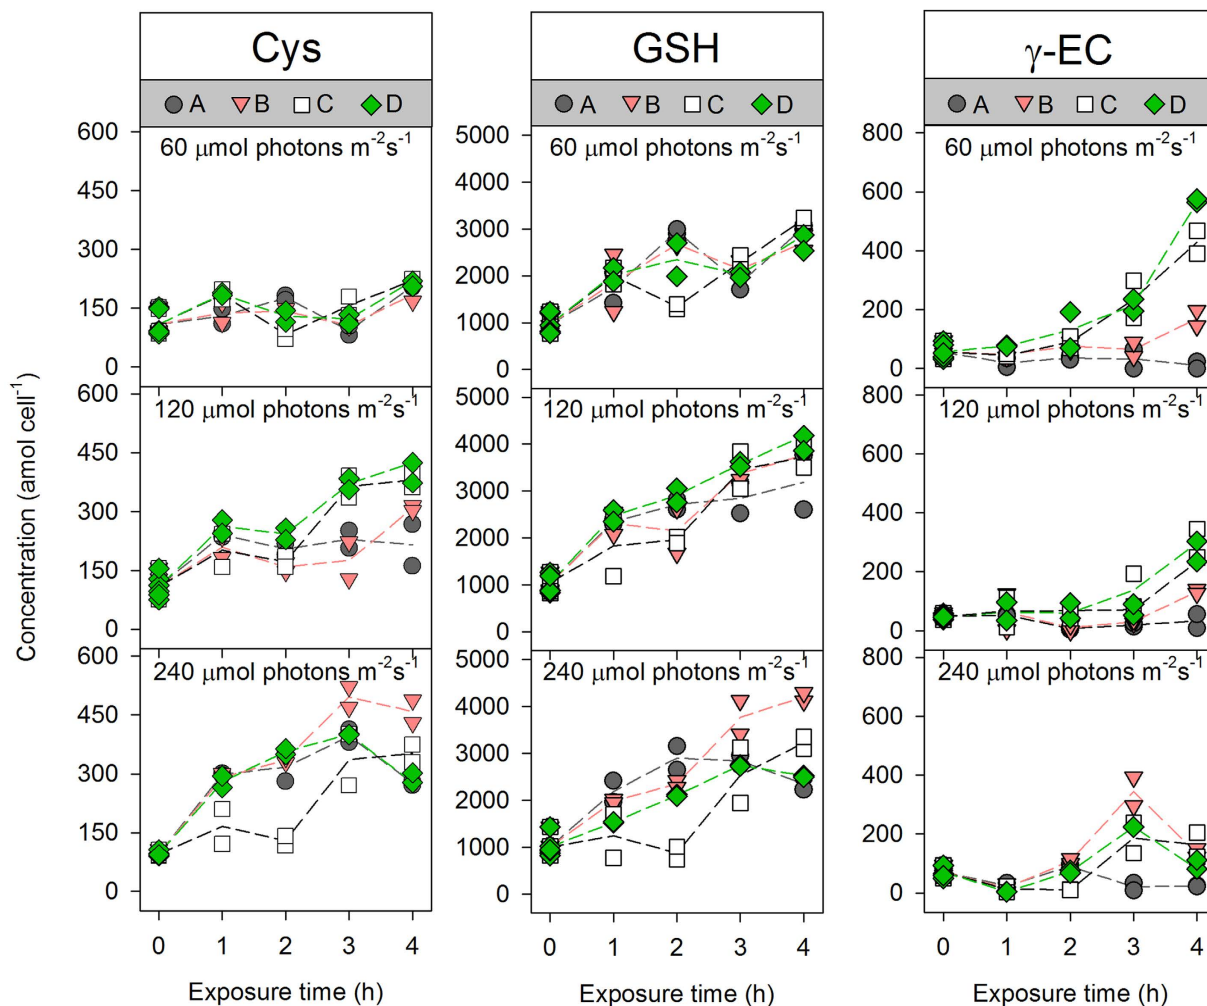 Cys
GSH
γ-EC
A B C D
A B C D
A B C D
Concentration (amol cell⁻¹)
60 μmol photons m⁻²s⁻¹
600
450
300
150
0
60 μmol photons m⁻²s⁻¹
5000
4000
3000
2000
1000
0
60 μmol photons m⁻²s⁻¹
800
600
400
200
0
120 μmol photons m⁻²s⁻¹
600
450
300
150
0
120 μmol photons m⁻²s⁻¹
5000
4000
3000
2000
1000
0
120 μmol photons m⁻²s⁻¹
800
600
400
200
0
240 μmol photons m⁻²s⁻¹
600
450
300
150
0
240 μmol photons m⁻²s⁻¹
5000
4000
3000
2000
1000
0
240 μmol photons m⁻²s⁻¹
800
600
400
200
0
0 1 2 3 4
0 1 2 3 4
0 1 2 3 4
Exposure time (h)
Exposure time (h)
Exposure time (h)